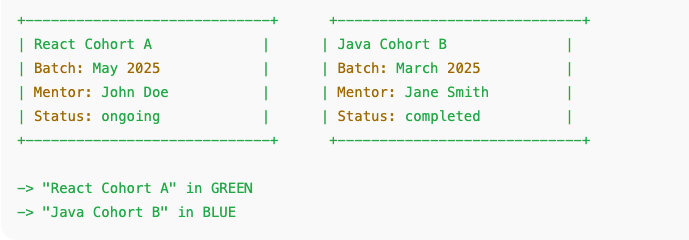 +-----------------------------+      +-----------------------------+
| React Cohort A              |      | Java Cohort B               |
| Batch: May 2025             |      | Batch: March 2025           |
| Mentor: John Doe            |      | Mentor: Jane Smith          |
| Status: ongoing             |      | Status: completed           |
+-----------------------------+      +-----------------------------+
-> "React Cohort A" in GREEN
-> "Java Cohort B" in BLUE